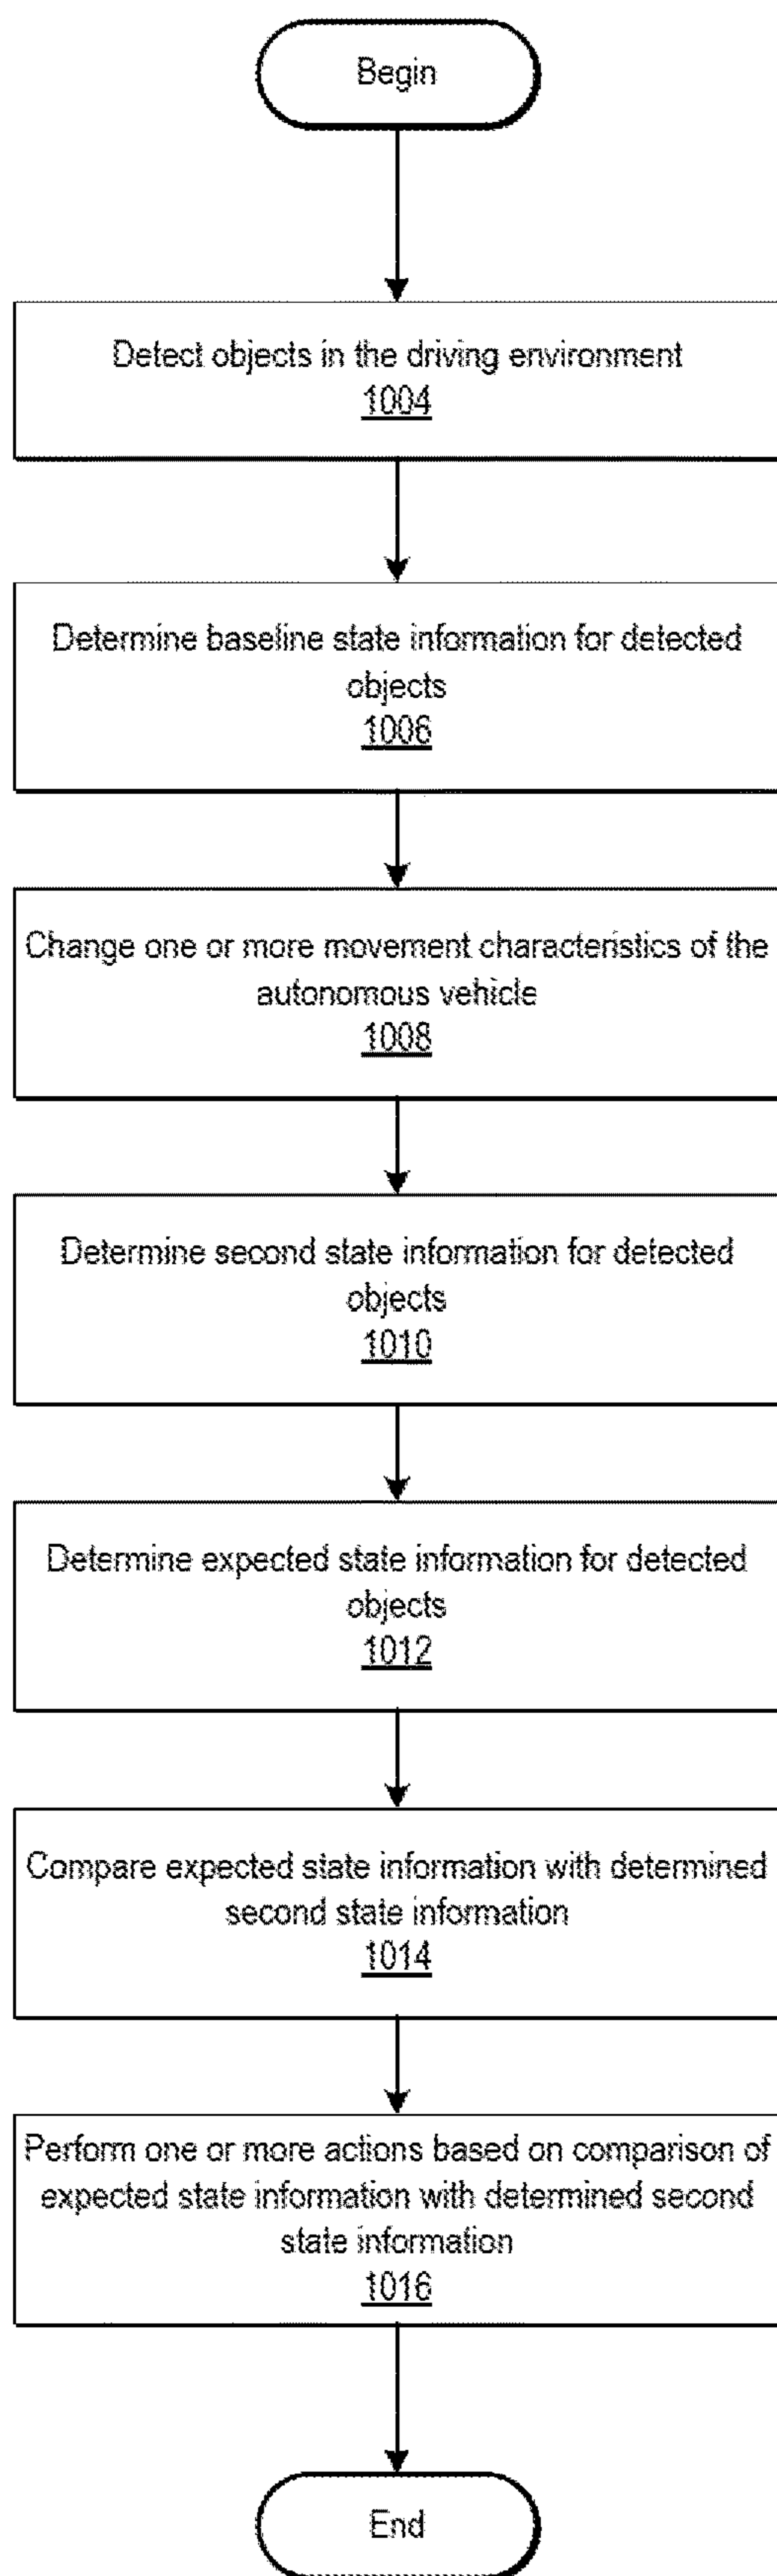 Begin
Detect objects in the driving environment
1004
Determine baseline state information for detected
objects
1006
Change one or more movement characteristics of the
autonomous vehicle
1008
Determine second state information for detected
objects
1010
Determine expected state information for detected
objects
1012
Compare expected state information with determined
second state information
1014
Perform one or more actions based on comparison of
expected state information with determined second
state information
1016
End